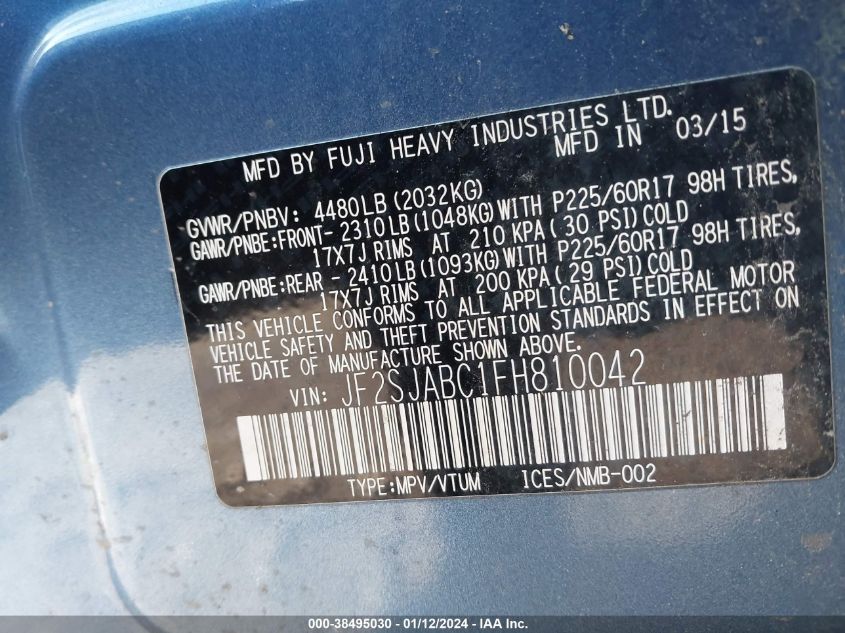 MFD BY FUJI HEAVY INDUSTRIES LTD.
MFD IN 03/15
GVWR/PNBV: 4480LB (2032KG)
GAWR/PNBE:FRONT- 2310LB (1048KG) WITH P225/60R17 98H TIRES,
17X7J RIMS AT 210 KPA( 30 PSI) COLD
GAWR/PNBE:REAR - 2410LB (1093KG) WITH P225/60R17 98H TIRES,
17X7J RIMS AT 200 KPA( 29 PSI) COLD
THIS VEHICLE CONFORMS TO ALL APPLICABLE FEDERAL MOTOR
VEHICLE SAFETY AND THEFT PREVENTION STANDARDS IN EFFECT ON
THE DATE OF MANUFACTURE SHOWN ABOVE.
VIN: JF2SJABC1FH810042
TYPE:MPV/VTUM ICES/NMB-002
000-38495030 - 01/12/2024 - IAA Inc.